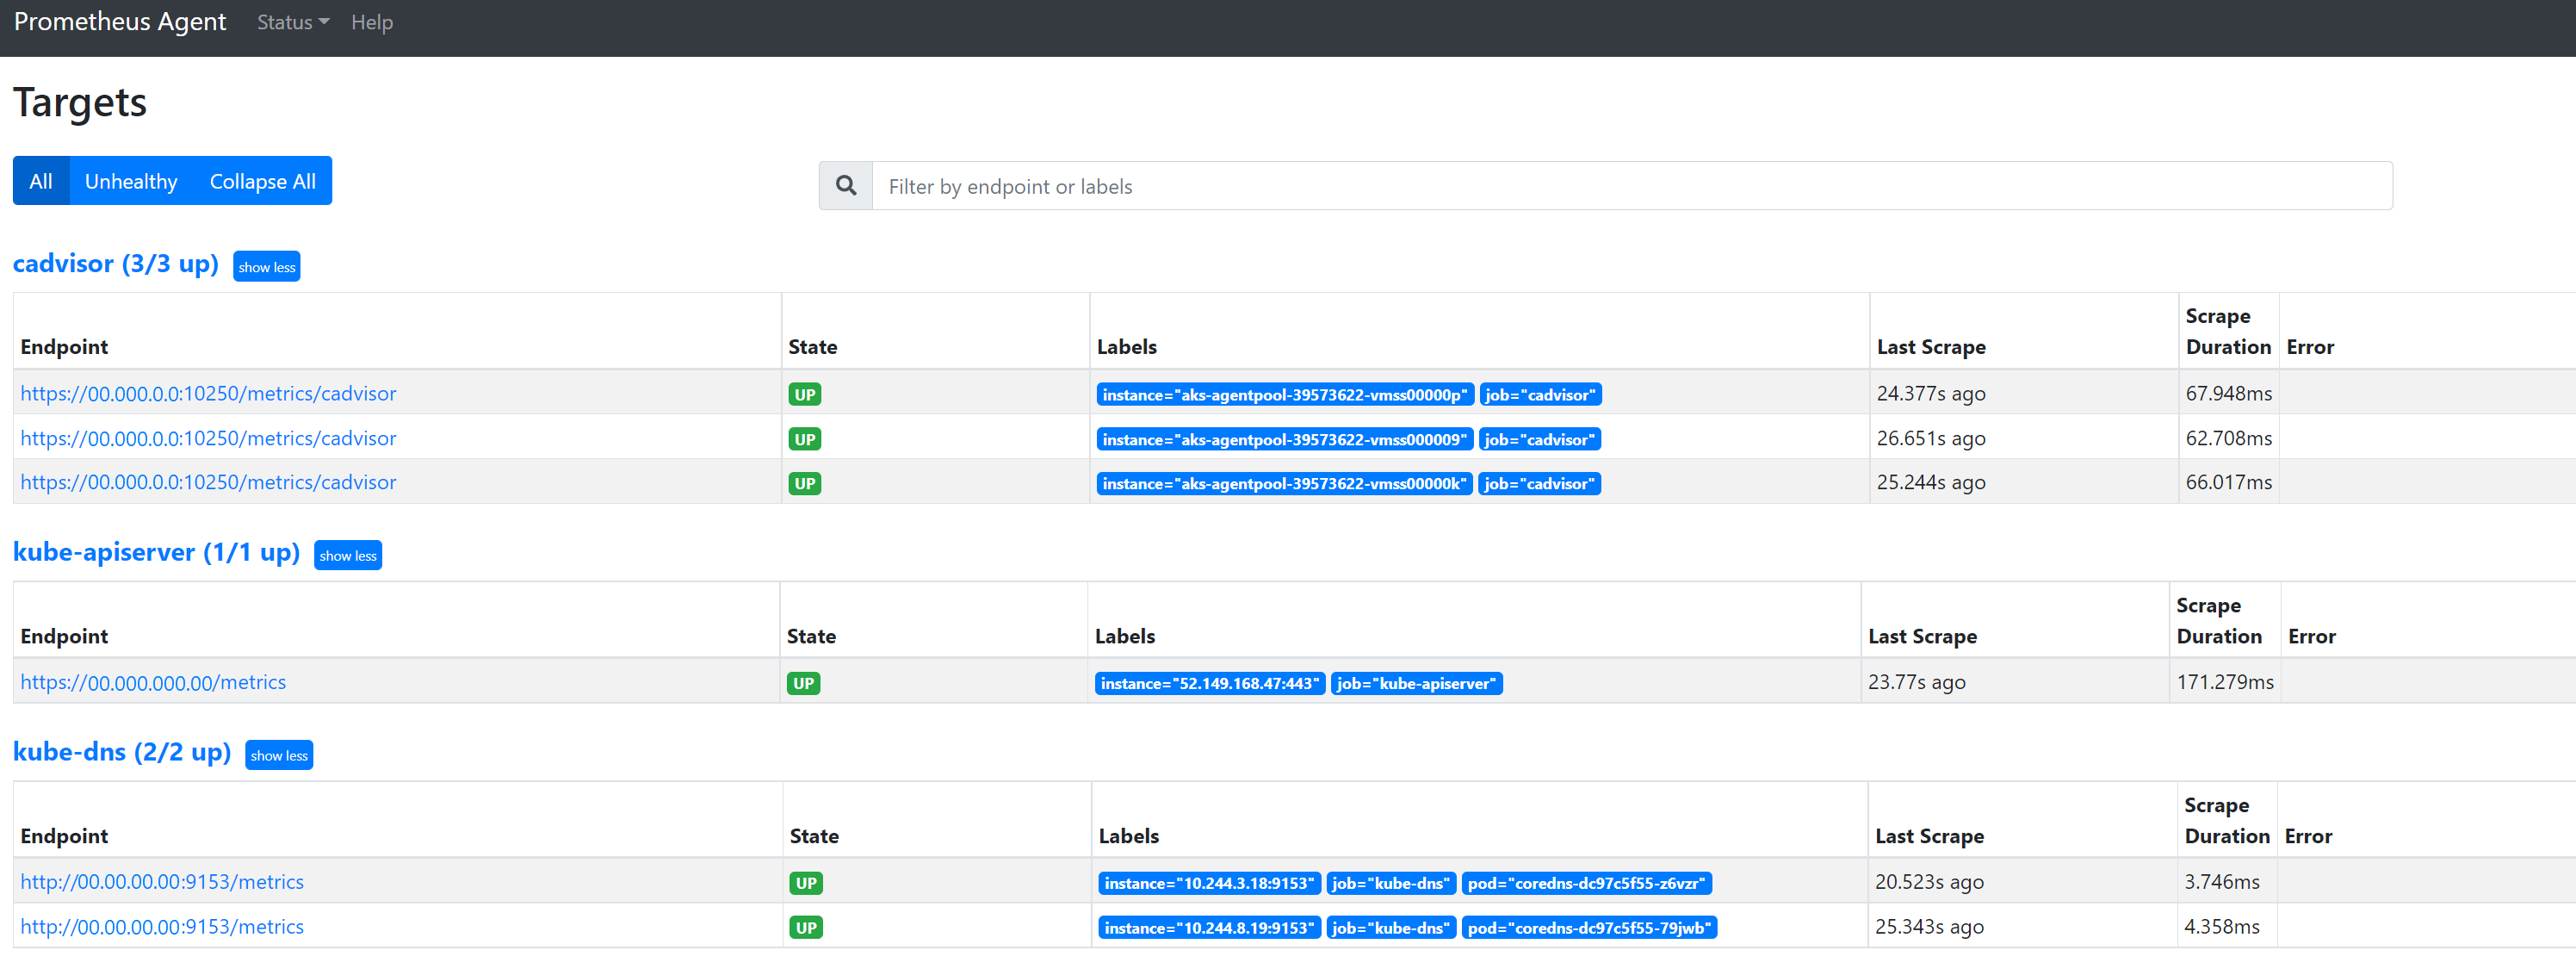 Prometheus Agent Status Help
Targets
All Unhealthy Collapse All Filter by endpoint or labels
cadvisor (3/3 up) show less
Endpoint State Labels Last Scrape Scrape Duration Error
https://00.000.0.0:10250/metrics/cadvisor UP instance="aks-agentpool-39573622-vmss00000p" job="cadvisor" 24.377s ago 67.948ms
https://00.000.0.0:10250/metrics/cadvisor UP instance="aks-agentpool-39573622-vmss000009" job="cadvisor" 26.651s ago 62.708ms
https://00.000.0.0:10250/metrics/cadvisor UP instance="aks-agentpool-39573622-vmss00000k" job="cadvisor" 25.244s ago 66.017ms
kube-apiserver (1/1 up) show less
Endpoint State Labels Last Scrape Scrape Duration Error
https://00.000.000.00/metrics UP instance="52.149.168.47:443" job="kube-apiserver" 23.77s ago 171.279ms
kube-dns (2/2 up) show less
Endpoint State Labels Last Scrape Scrape Duration Error
http://00.00.00.00:9153/metrics UP instance="10.244.3.18:9153" job="kube-dns" pod="coredns-dc97c5f55-z6vzr" 20.523s ago 3.746ms
http://00.00.00.00:9153/metrics UP instance="10.244.8.19:9153" job="kube-dns" pod="coredns-dc97c5f55-79jwb" 25.343s ago 4.358ms